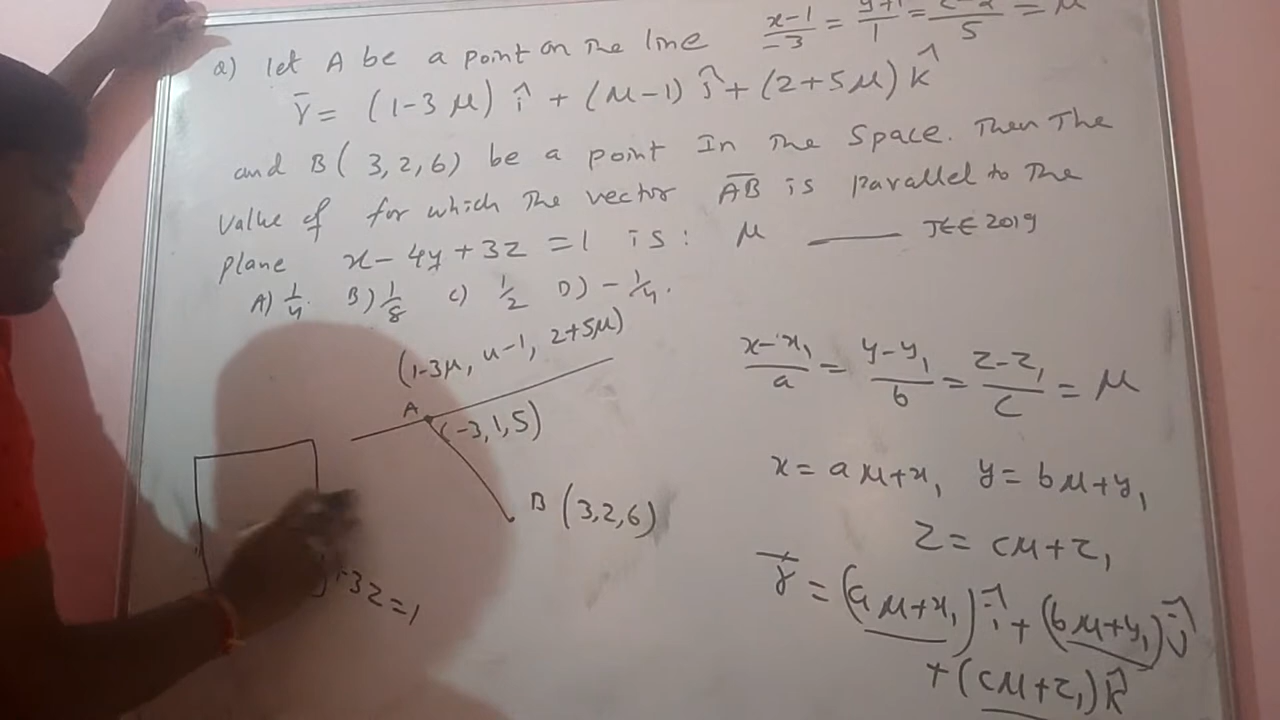 Q) let A be a point on The line x-1/-3 = y+1/1 = z-2/5 = μ
r̄ = (1-3μ) î + (μ-1) ĵ + (2+5μ) k̂
and B( 3,2,6) be a point In The Space. Then The
value of for which The vector A̅B̅ is parallel to The
plane x-4y+3z =1 is: μ —— JEE 2019
A) 1/4. B) 1/8 C) 1/2 D) -1/4.
(1-3μ, μ-1, 2+5μ)
A
(-3,1,5)
B (3,2,6)
-3z=1
x-x₁/a = y-y₁/b = z-z₁/c = μ
x= aμ+x₁ y= bμ+y₁
z= cμ+z₁
r⃗ = (aμ+x₁)î + (bμ+y₁)ĵ
+(cμ+z₁)k̂